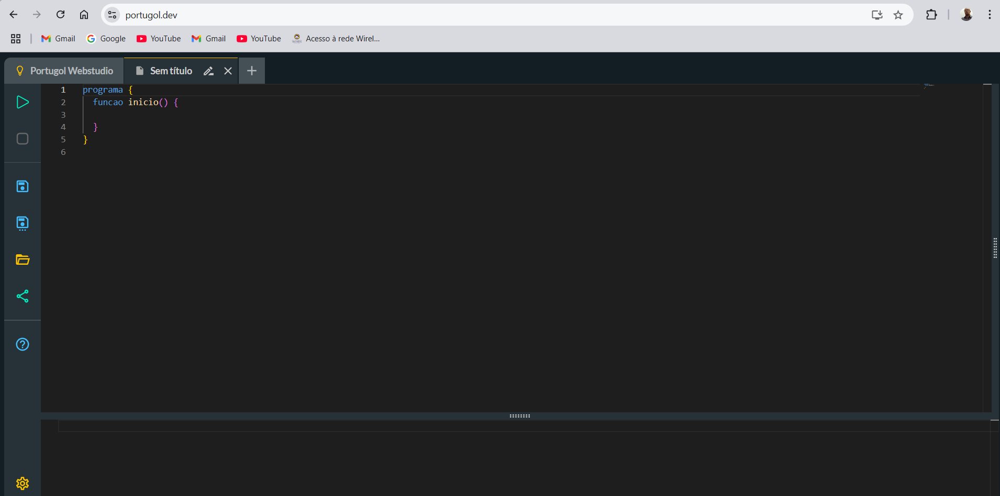 portugol.dev
Gmail Google YouTube Gmail YouTube Acesso à rede Wirel...
Portugol Webstudio Sem título
1 programa {
2 funcao inicio() {
3
4 }
5 }
6